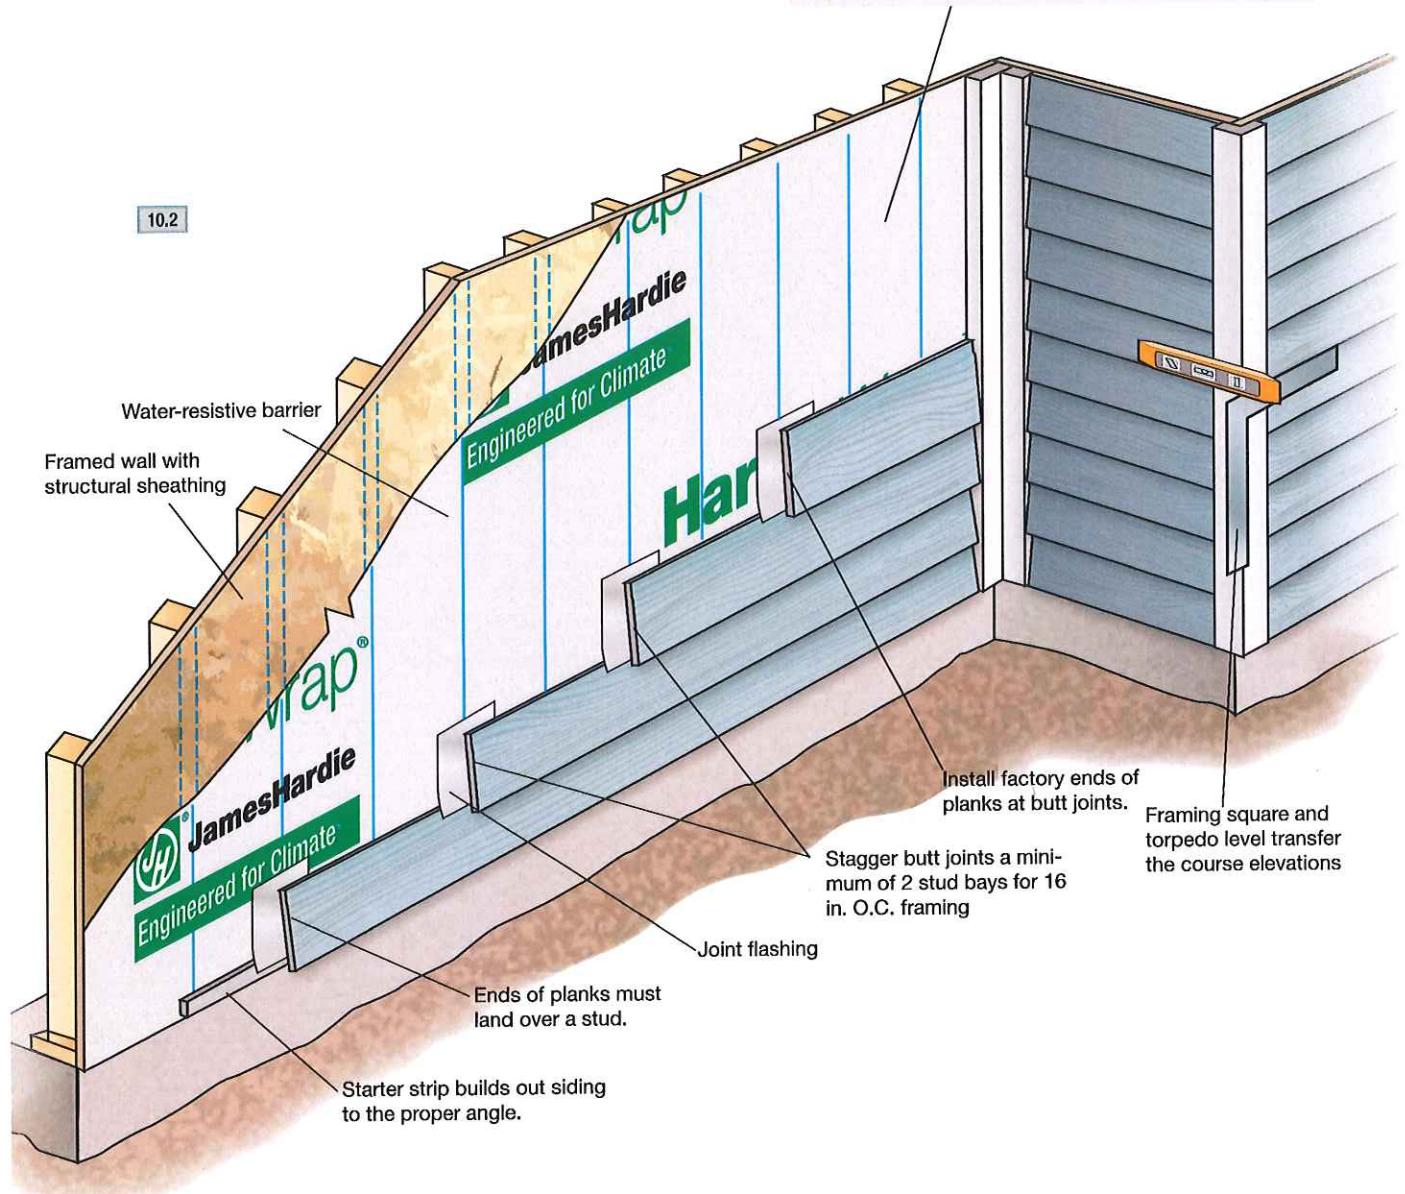 10.2
ap
JamesHardie
Engineered for Climate
Water-resistive barrier
Framed wall with
structural sheathing
Har
rap®
JH®
JamesHardie
Engineered for Climate
Install factory ends of
planks at butt joints.
Framing square and
torpedo level transfer
the course elevations
Stagger butt joints a mini-
mum of 2 stud bays for 16
in. O.C. framing
Joint flashing
Ends of planks must
land over a stud.
Starter strip builds out siding
to the proper angle.